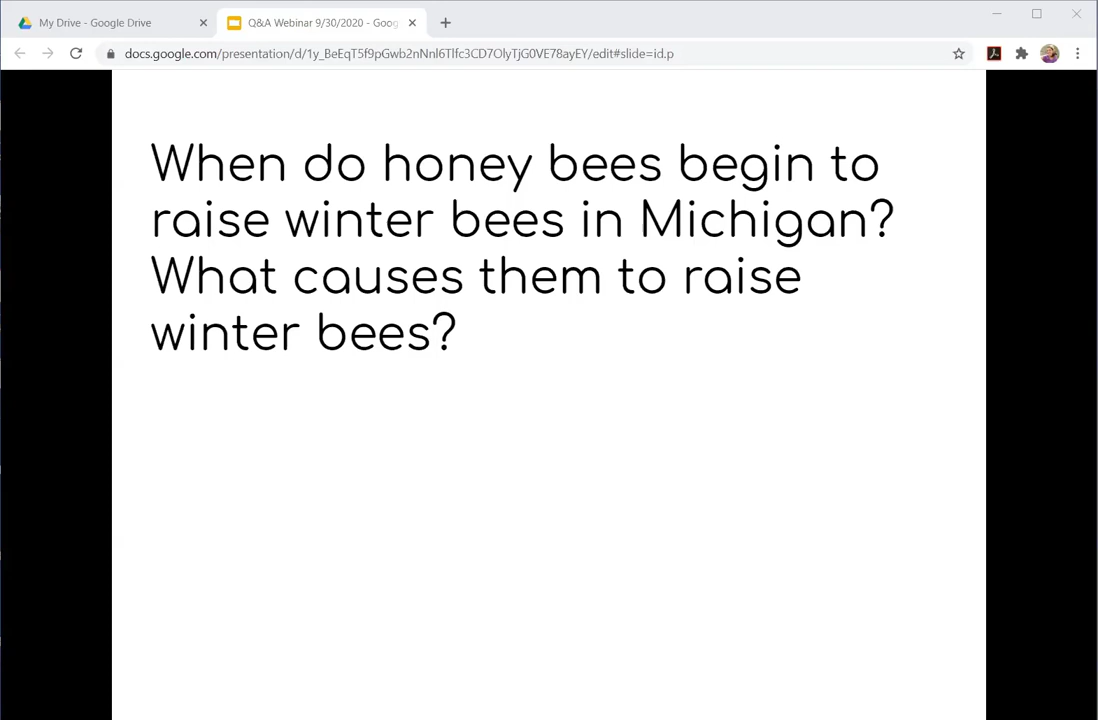 My Drive - Google Drive
Q&A Webinar 9/30/2020 - Goog
docs.google.com/presentation/d/1y_BeEqT5f9pGwb2nNnl6Tlfc3CD7OlyTjG0VE78ayEY/edit#slide=id.p
When do honey bees begin to
raise winter bees in Michigan?
What causes them to raise
winter bees?